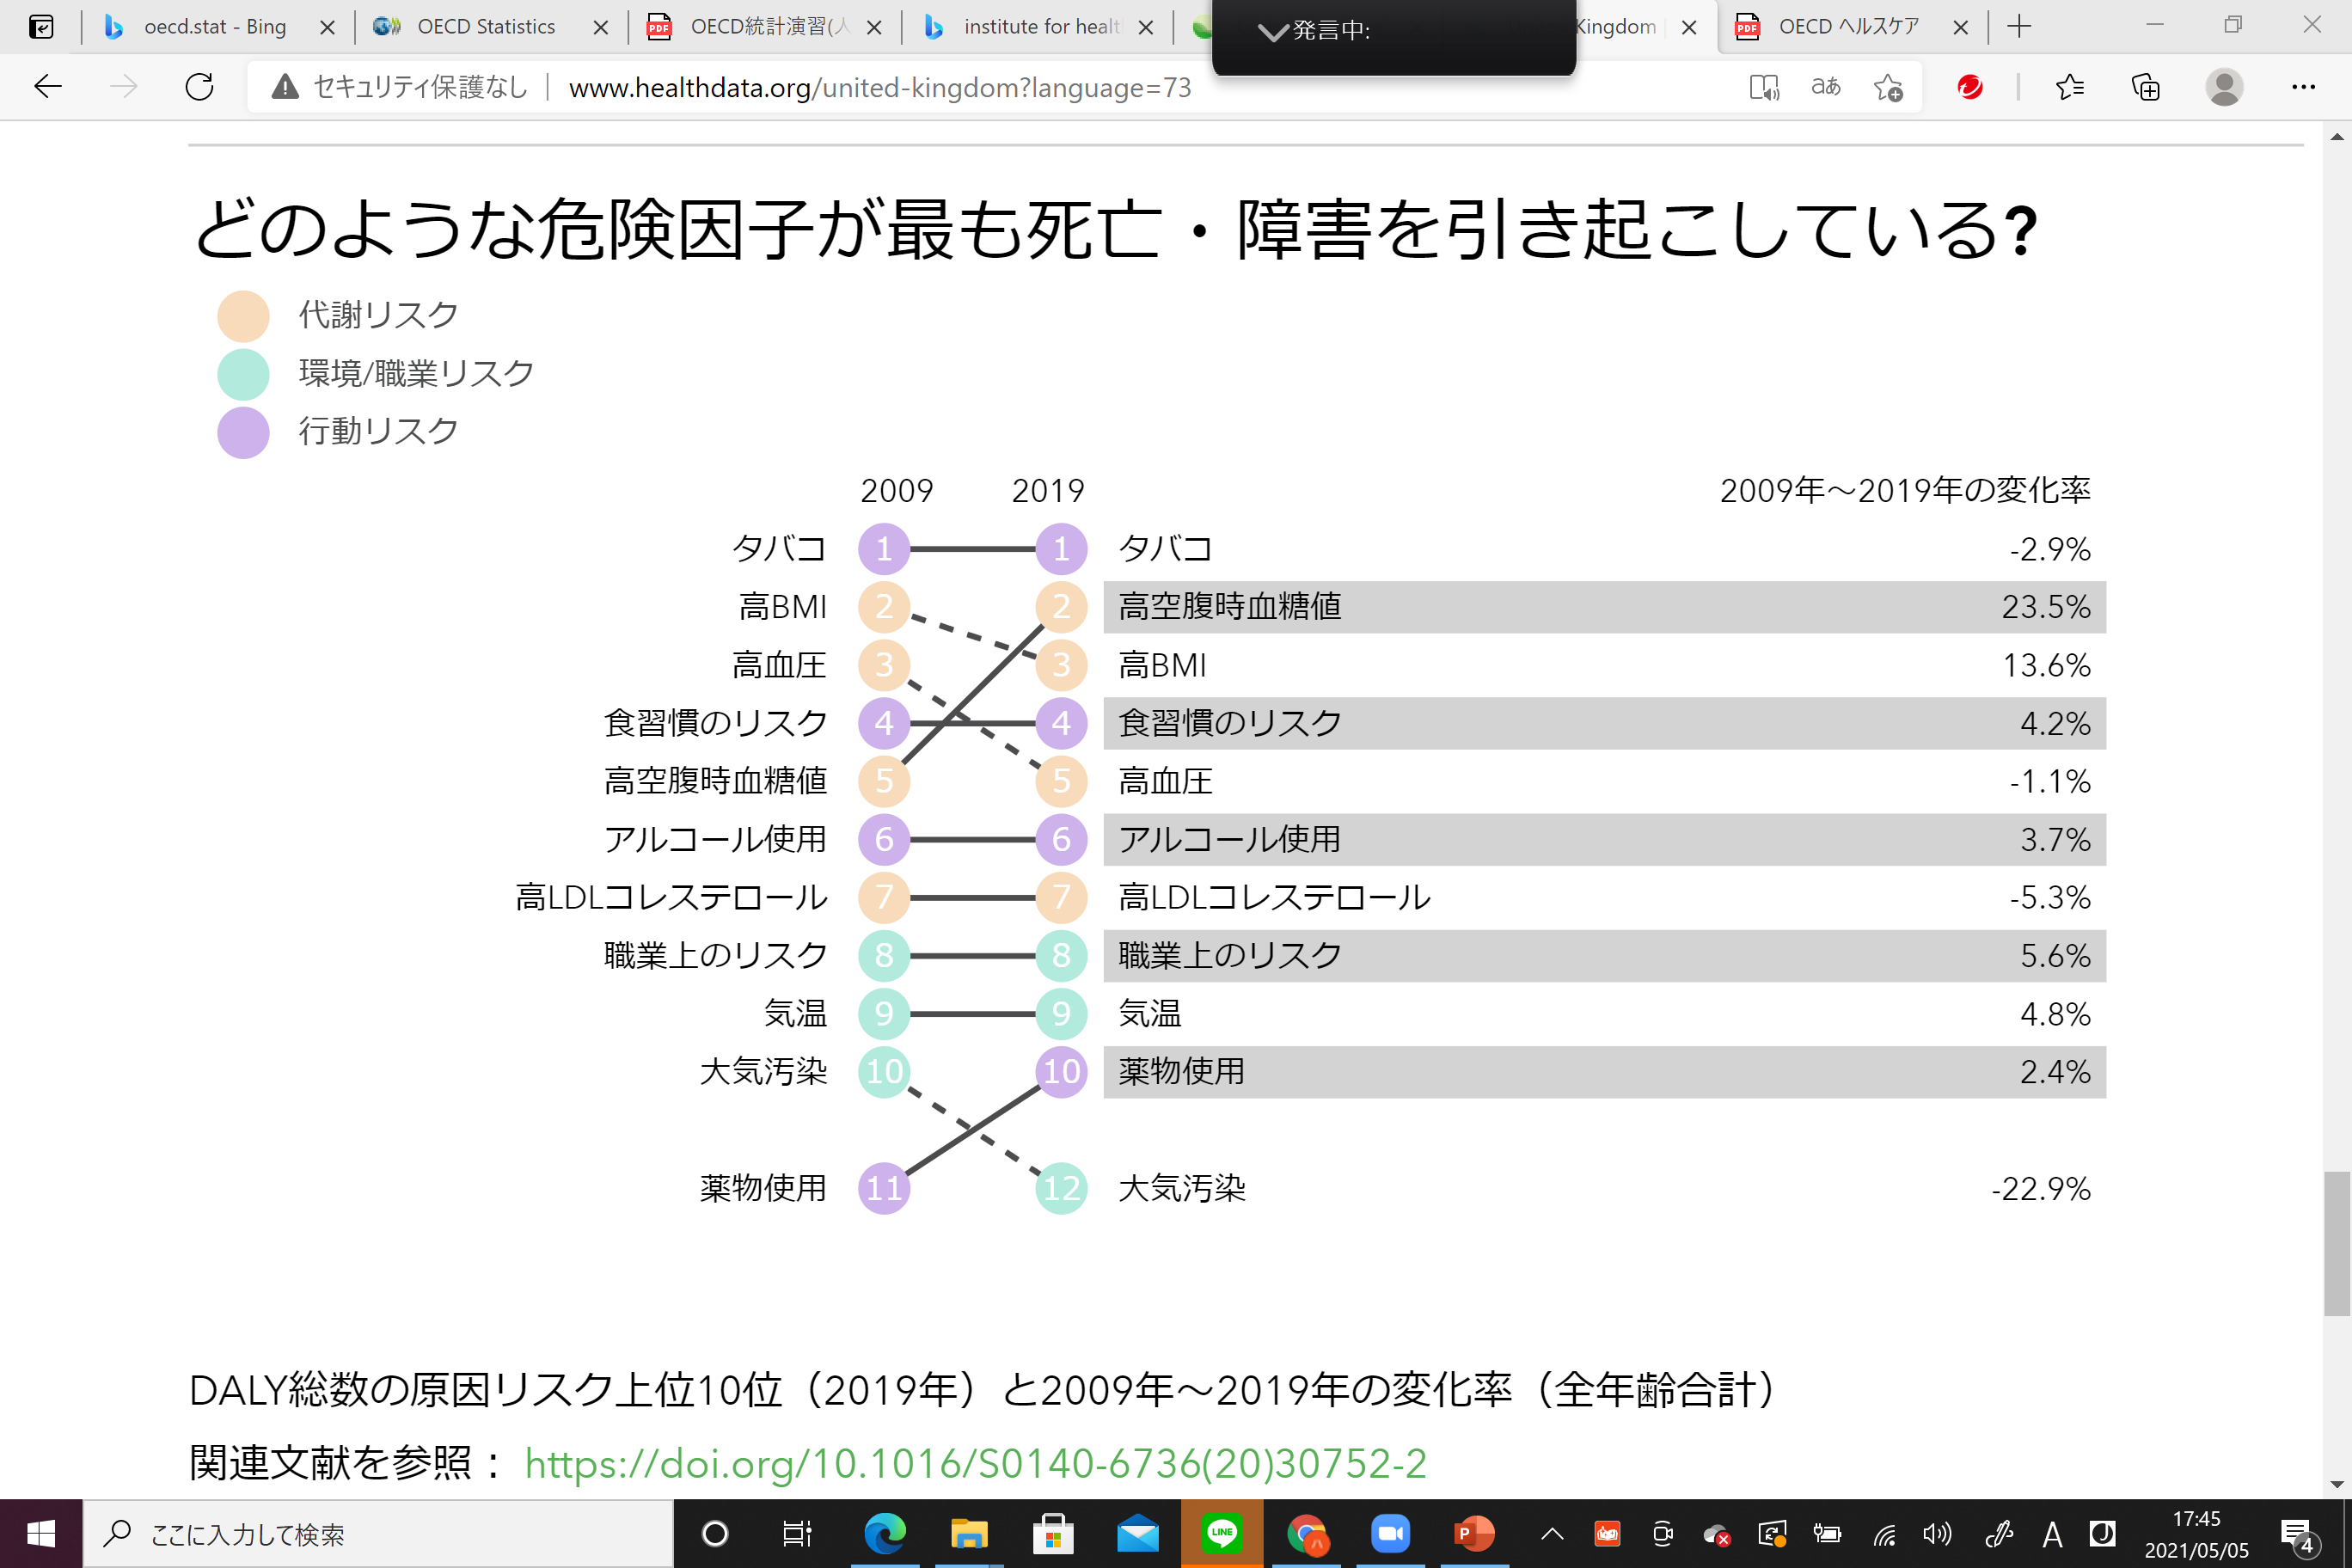 oecd.stat - Bing
OECD Statistics
OECD統計演習(人
institute for healt
発言中:
Kingdom
OECD ヘルスケア
セキュリティ保護なし
www.healthdata.org/united-kingdom?language=73
aあ
どのような危険因子が最も死亡・障害を引き起こしている?
代謝リスク
環境/職業リスク
行動リスク
2009 2019 2009年～2019年の変化率
タバコ 1 1 タバコ -2.9%
高BMI 2 2 高空腹時血糖値 23.5%
高血圧 3 3 高BMI 13.6%
食習慣のリスク 4 4 食習慣のリスク 4.2%
高空腹時血糖値 5 5 高血圧 -1.1%
アルコール使用 6 6 アルコール使用 3.7%
高LDLコレステロール 7 7 高LDLコレステロール -5.3%
職業上のリスク 8 8 職業上のリスク 5.6%
気温 9 9 気温 4.8%
大気汚染 10 10 薬物使用 2.4%
薬物使用 11 12 大気汚染 -22.9%
DALY総数の原因リスク上位10位（2019年）と2009年～2019年の変化率（全年齢合計）
関連文献を参照： https://doi.org/10.1016/S0140-6736(20)30752-2
ここに入力して検索
LINE
A
17:45
2021/05/05
4